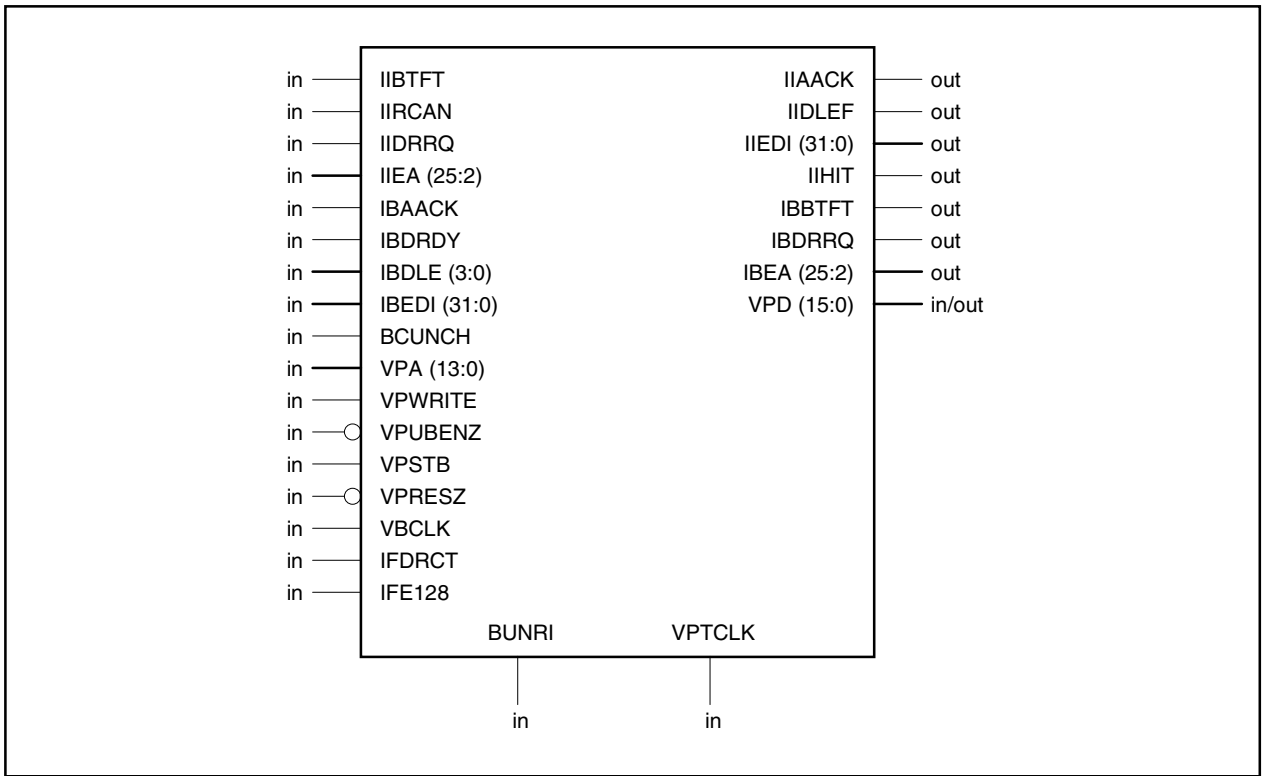 in IIBTFT IIAACK out
in IIRCAN IIDLEF out
in IIDRRQ IIEDI (31:0) out
in IIEA (25:2) IIHIT out
in IBAACK IBBTFT out
in IBDRDY IBDRRQ out
in IBDLE (3:0) IBEA (25:2) out
in IBEDI (31:0) VPD (15:0) in/out
in BCUNCH
in VPA (13:0)
in VPWRITE
in VPUBENZ
in VPSTB
in VPRESZ
in VBCLK
in IFDRCT
in IFE128
BUNRI VPTCLK
in in